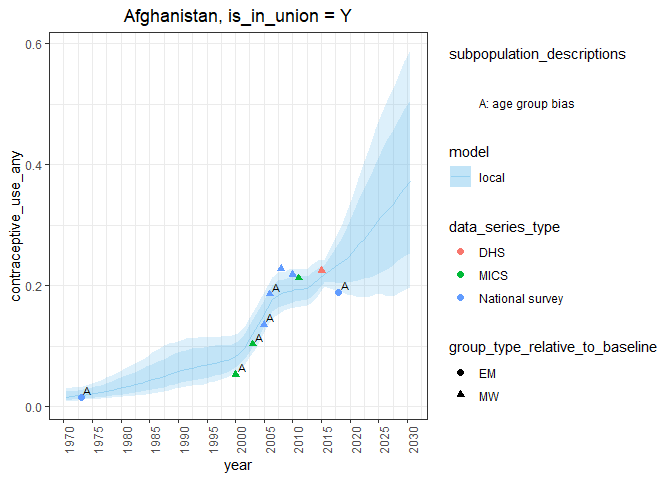 Afghanistan, is_in_union = Y
contraceptive_use_any
0.6
0.4
0.2
0.0
A
A
A
A
A
A
1970
1975
1980
1985
1990
1995
2000
2005
2010
2015
2020
2025
2030
year
subpopulation_descriptions
A: age group bias
model
local
data_series_type
DHS
MICS
National survey
group_type_relative_to_baseline
EM
MW